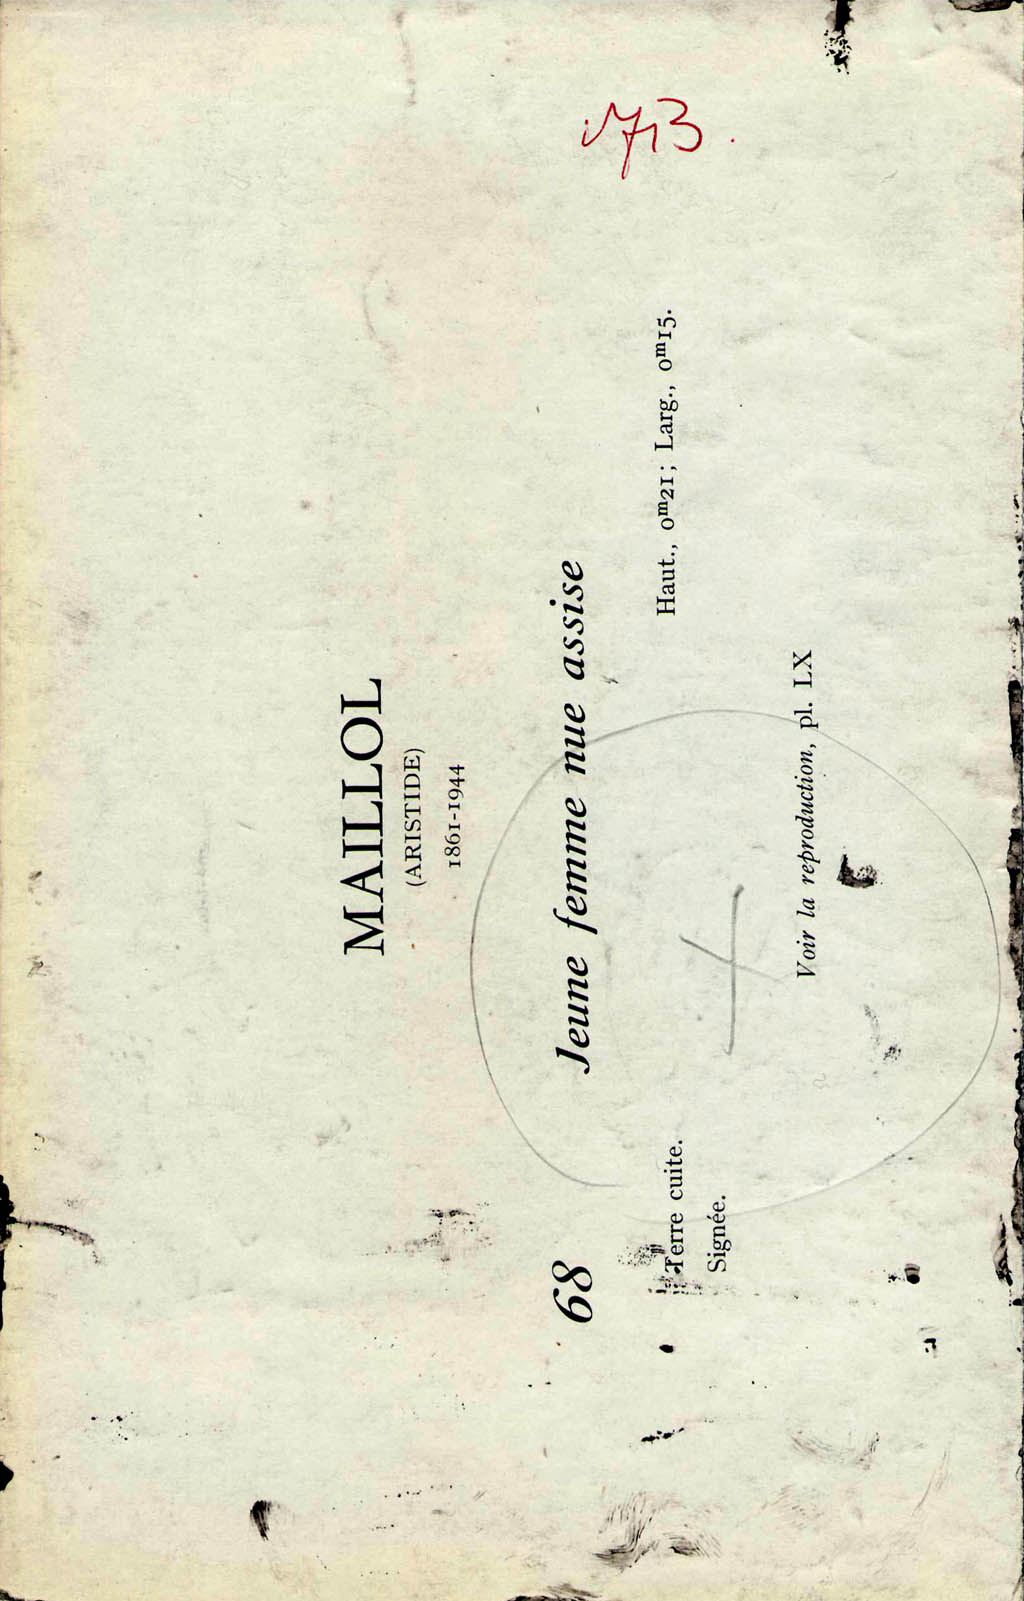 MAILLOL
(ARISTIDE)
1861-1944
68 Jeune femme nue assise
Terre cuite. Haut., 0m21; Larg., 0m15.
Signée.
Voir la reproduction, pl. LX